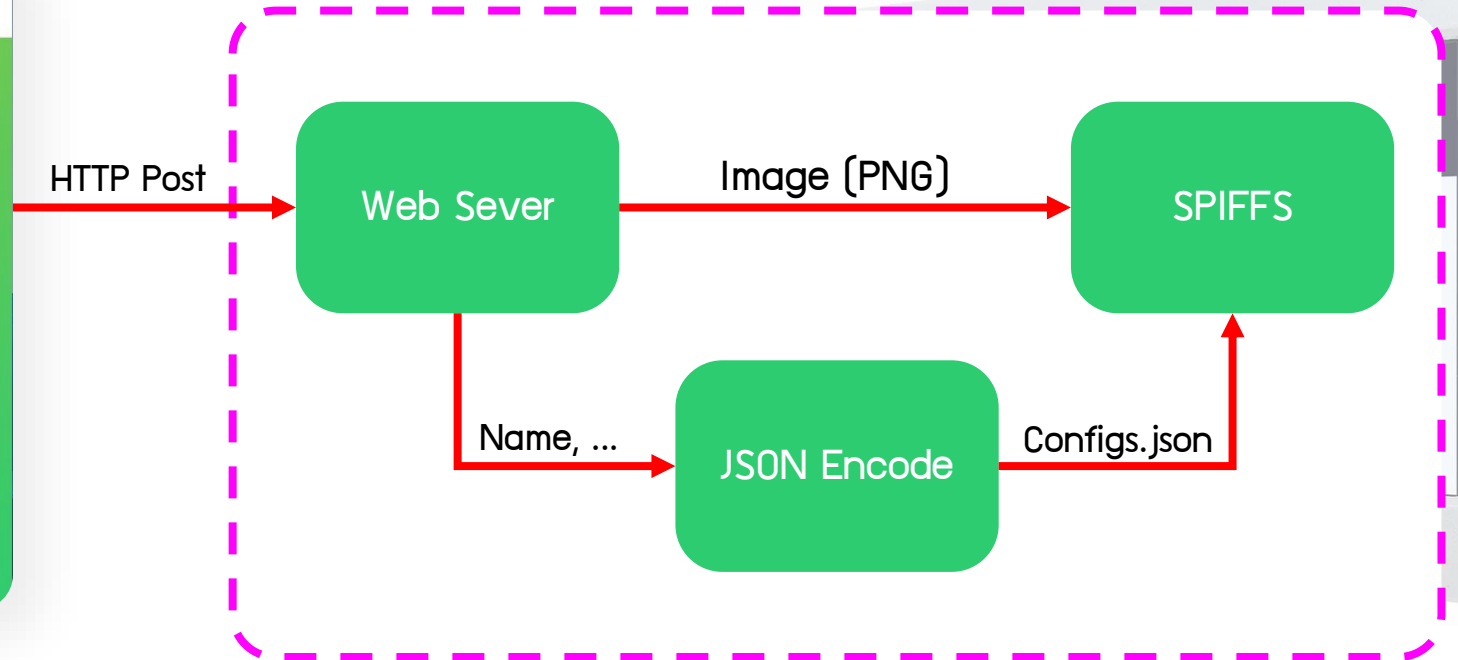 HTTP Post
Web Sever
Image (PNG)
SPIFFS
Name, ...
JSON Encode
Configs.json